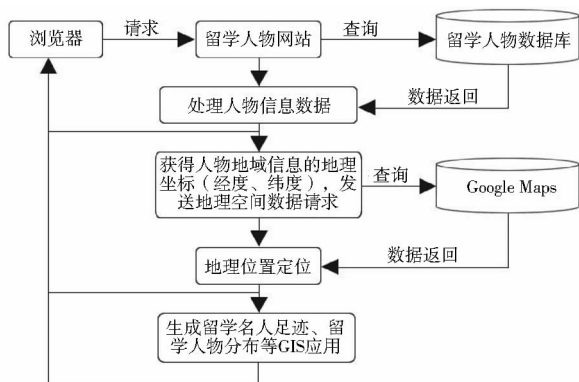 浏览器
请求
留学人物网站
查询
留学人物数据库
处理人物信息数据
数据返回
获得人物地域信息的地理
坐标（经度、纬度），发
送地理空间数据请求
查询
Google Maps
地理位置定位
数据返回
生成留学名人足迹、留
学人物分布等GIS应用